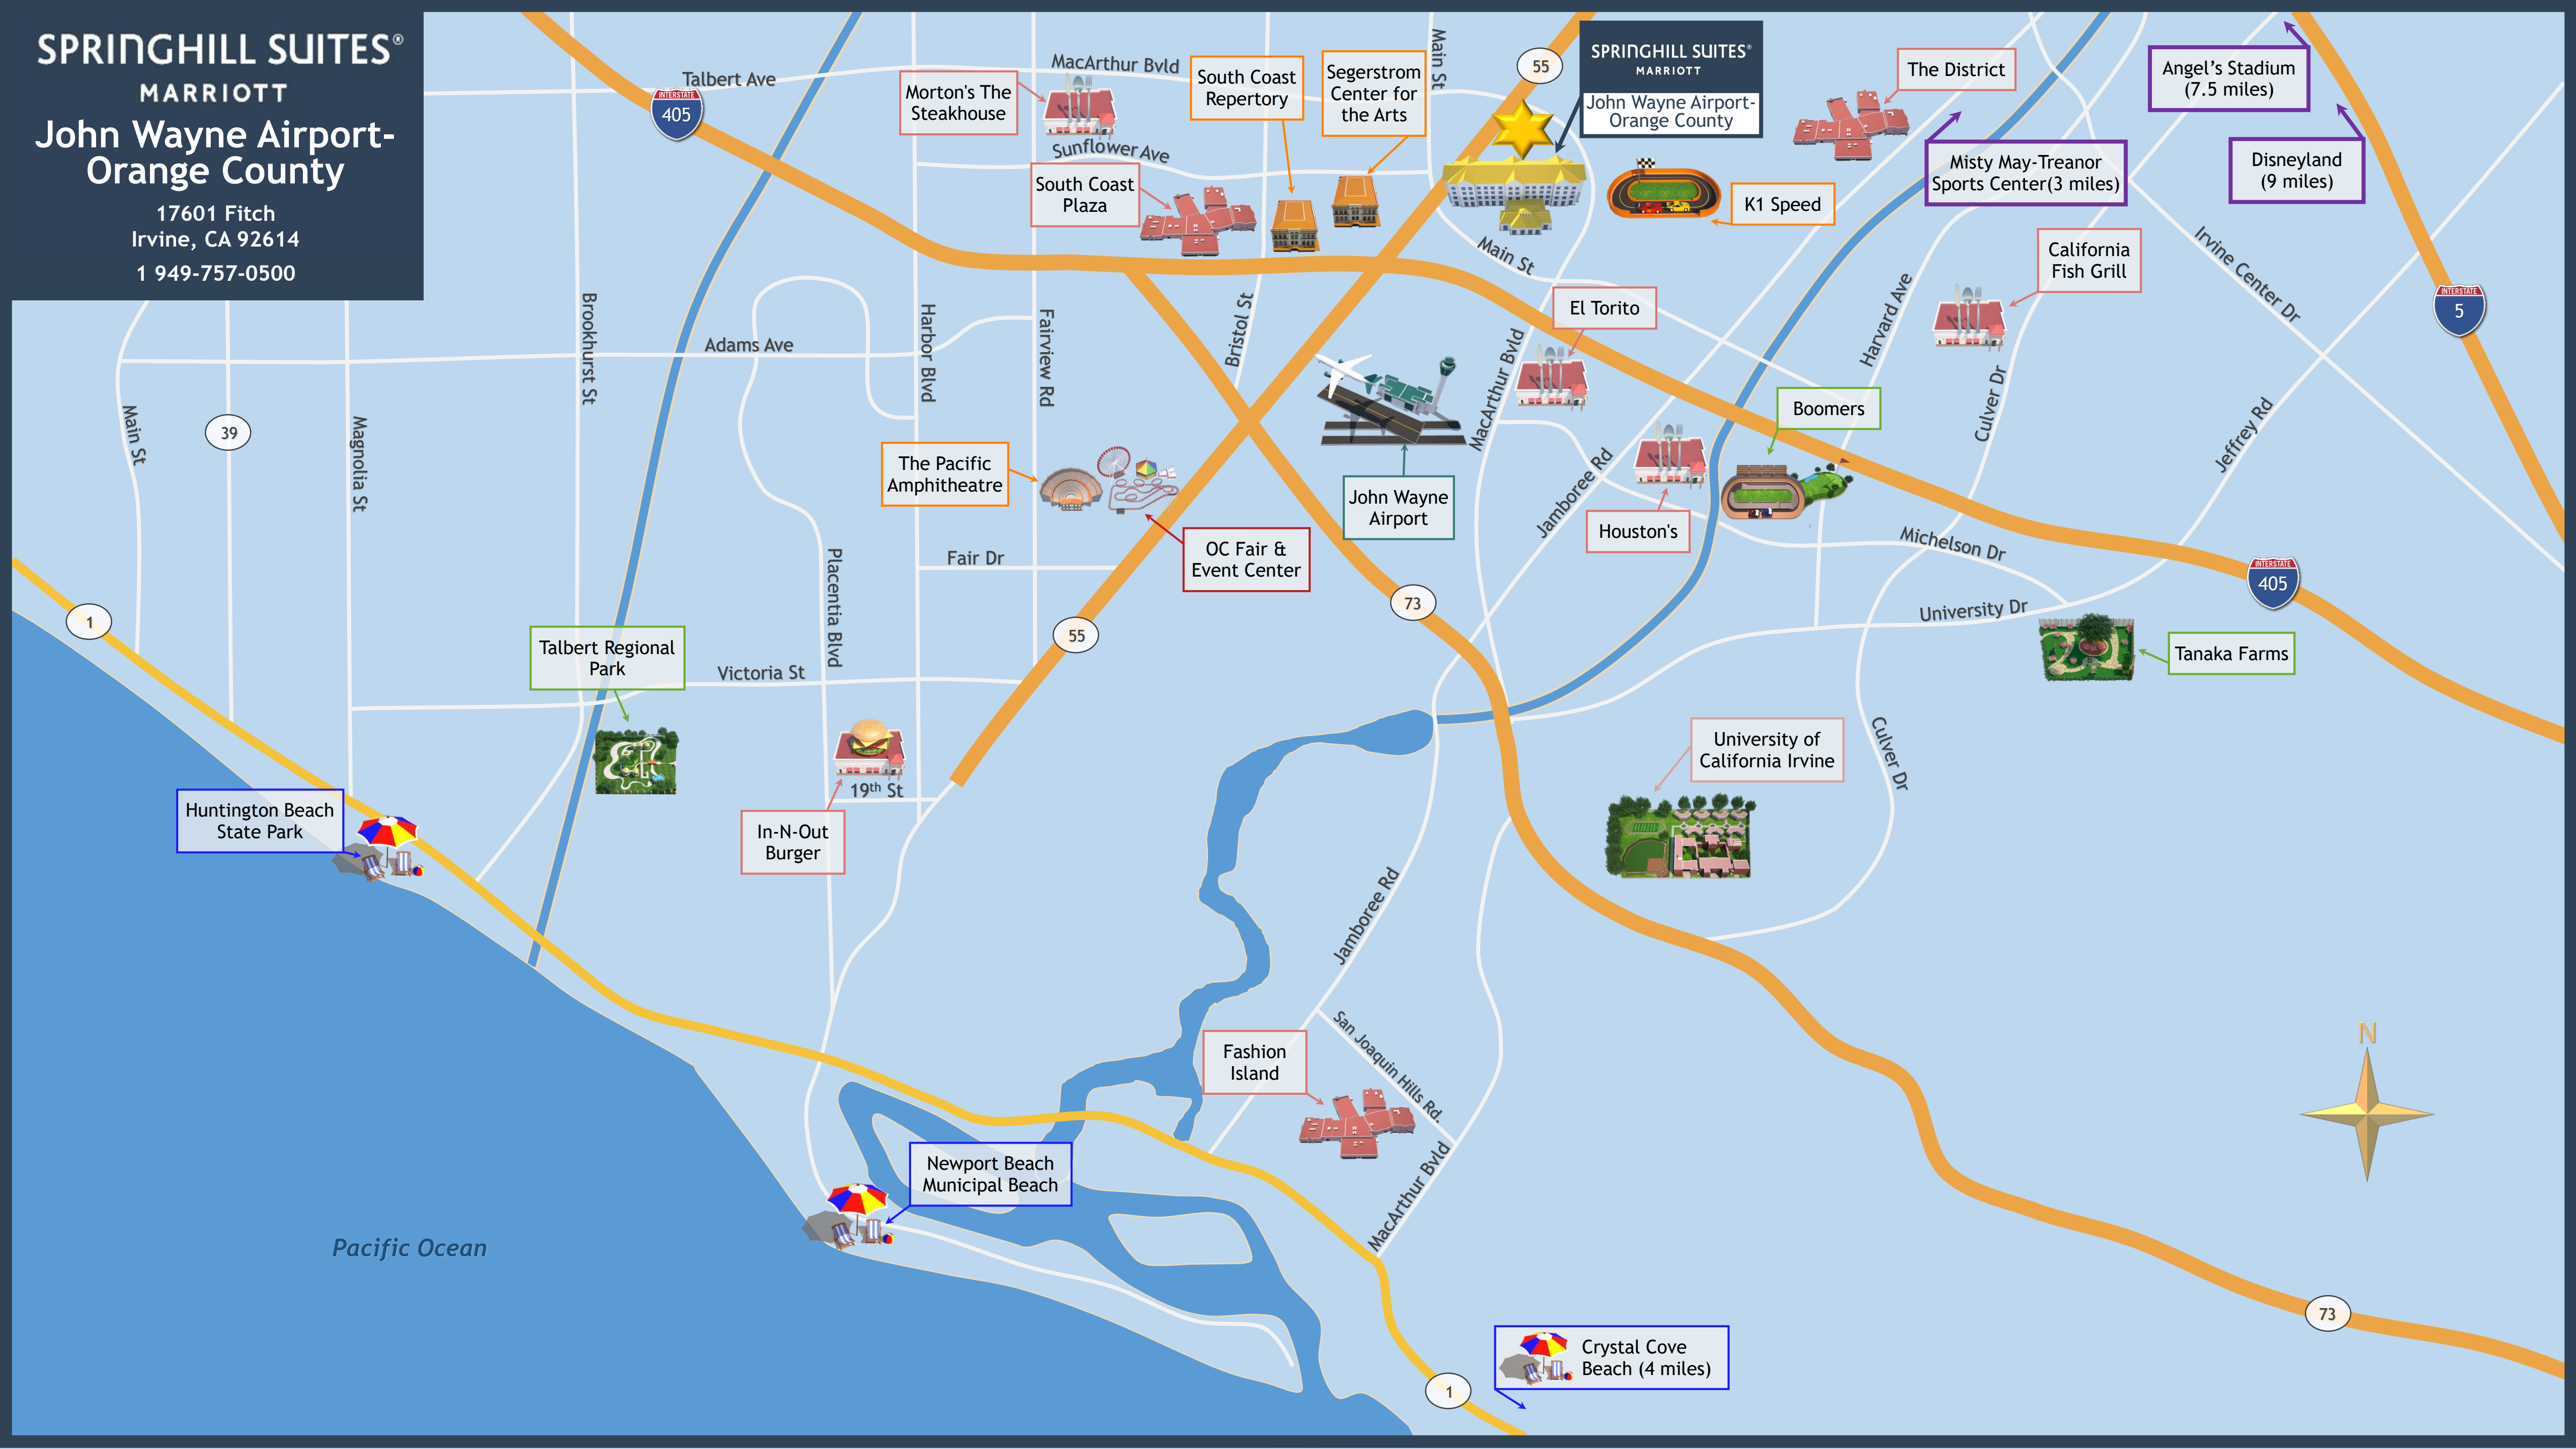 SPRINGHILL SUITES®
MARRIOTT
John Wayne Airport-
Orange County
17601 Fitch
Irvine, CA 92614
1 949-757-0500
INTERSTATE
405
Talbert Ave
MacArthur Bvld
Morton's The
Steakhouse
South Coast
Repertory
Segerstrom
Center for
the Arts
Main St
55
SPRINGHILL SUITES®
MARRIOTT
John Wayne Airport-
Orange County
The District
Angel's Stadium
(7.5 miles)
Misty May-Treanor
Sports Center(3 miles)
Disneyland
(9 miles)
Sunflower Ave
South Coast
Plaza
K1 Speed
Main St
California
Fish Grill
Irvine Center Dr
INTERSTATE
5
Brookhurst St
Harbor Blvd
Fairview Rd
Bristol St
El Torito
MacArthur Bvld
Harvard Ave
Culver Dr
Jeffrey Rd
Adams Ave
Main St
39
Magnolia St
Boomers
The Pacific
Amphitheatre
John Wayne
Airport
Jamboree Rd
Houston's
OC Fair &
Event Center
Fair Dr
Michelson Dr
INTERSTATE
405
Placentia Blvd
73
University Dr
1
55
Talbert Regional
Park
Victoria St
Tanaka Farms
University of
California Irvine
Culver Dr
Huntington Beach
State Park
19th St
In-N-Out
Burger
Jamboree Rd
San Joaquin Hills Rd.
Fashion
Island
N
Newport Beach
Municipal Beach
MacArthur Bvld
Pacific Ocean
73
Crystal Cove
Beach (4 miles)
1